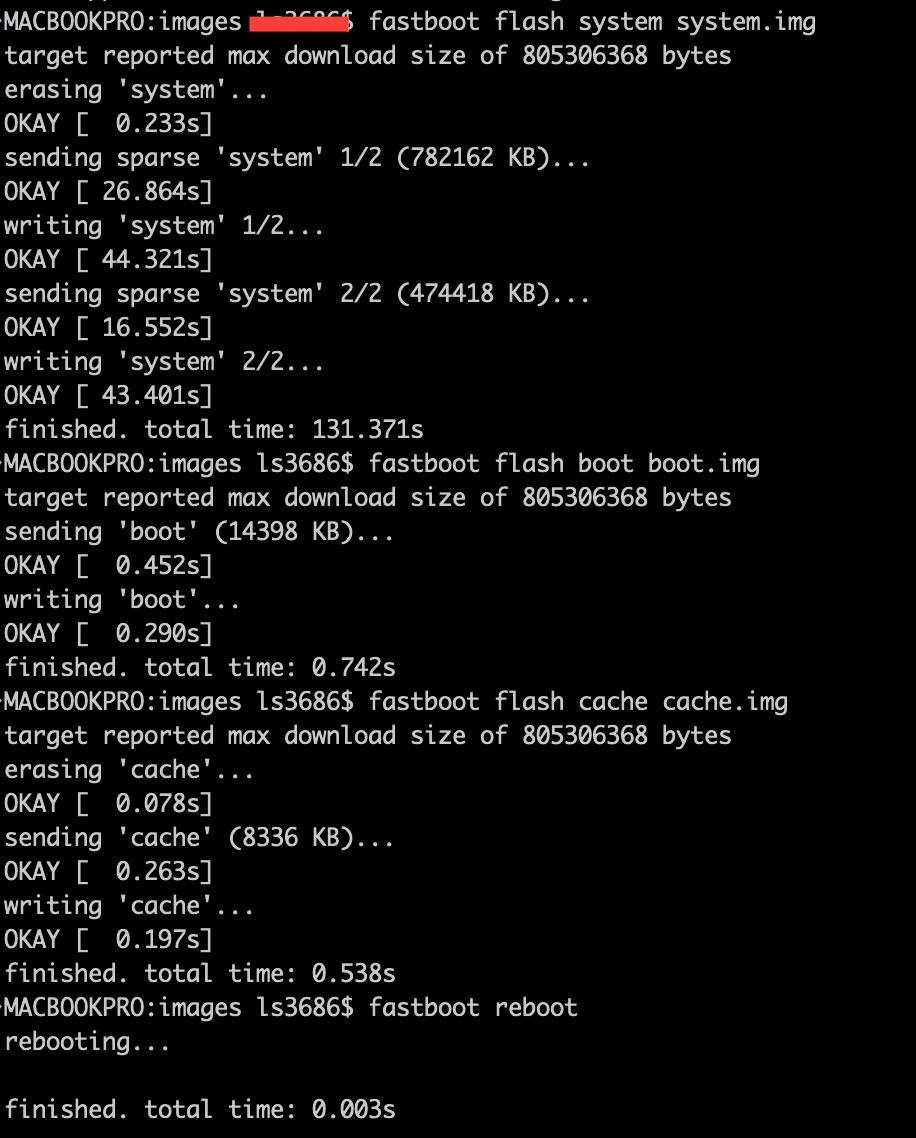 MACBOOKPRO:images $ fastboot flash system system.img
target reported max download size of 805306368 bytes
erasing 'system'...
OKAY [  0.233s]
sending sparse 'system' 1/2 (782162 KB)...
OKAY [ 26.864s]
writing 'system' 1/2...
OKAY [ 44.321s]
sending sparse 'system' 2/2 (474418 KB)...
OKAY [ 16.552s]
writing 'system' 2/2...
OKAY [ 43.401s]
finished. total time: 131.371s
MACBOOKPRO:images ls3686$ fastboot flash boot boot.img
target reported max download size of 805306368 bytes
sending 'boot' (14398 KB)...
OKAY [  0.452s]
writing 'boot'...
OKAY [  0.290s]
finished. total time: 0.742s
MACBOOKPRO:images ls3686$ fastboot flash cache cache.img
target reported max download size of 805306368 bytes
erasing 'cache'...
OKAY [  0.078s]
sending 'cache' (8336 KB)...
OKAY [  0.263s]
writing 'cache'...
OKAY [  0.197s]
finished. total time: 0.538s
MACBOOKPRO:images ls3686$ fastboot reboot
rebooting...

finished. total time: 0.003s